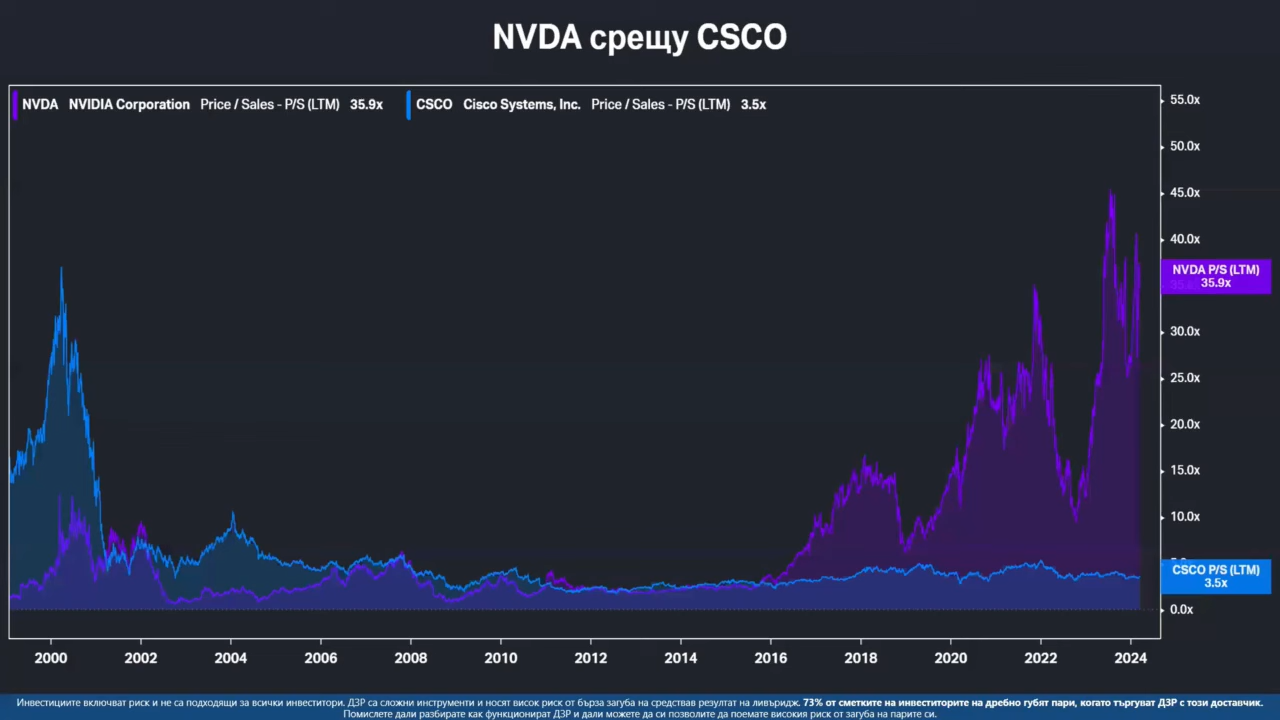 NVDA срещу CSCO
NVDA NVIDIA Corporation Price / Sales - P/S (LTM) 35.9x CSCO Cisco Systems, Inc. Price / Sales - P/S (LTM) 3.5x
55.0x
50.0x
45.0x
40.0x
NVDA P/S (LTM)
35.9x
30.0x
25.0x
20.0x
15.0x
10.0x
CSCO P/S (LTM)
3.5x
0.0x
2000 2002 2004 2006 2008 2010 2012 2014 2016 2018 2020 2022 2024
Инвестициите включват риск и не са подходящи за всички инвеститори. ДЗР са сложни инструменти и носят висок риск от бърза загуба на средствав резултат на ливъридж. 73% от сметките на инвеститорите на дребно губят пари, когато търгуват ДЗР с този доставчик.
Помислете дали разбирате как функционират ДЗР и дали можете да си позволите да поемате високия риск от загуба на парите си.